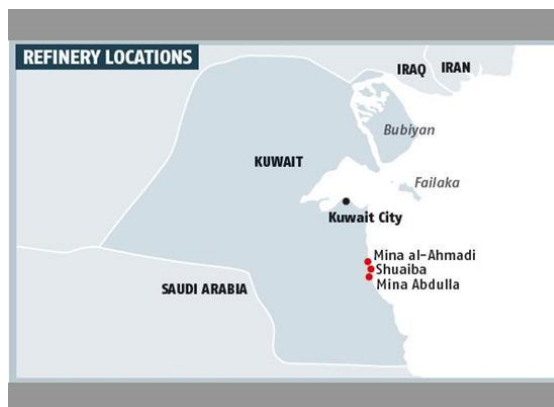 REFINERY LOCATIONS
IRAQ
IRAN
Bubiyan
KUWAIT
Failaka
Kuwait City
Mina al-Ahmadi
Shuaiba
Mina Abdulla
SAUDI ARABIA